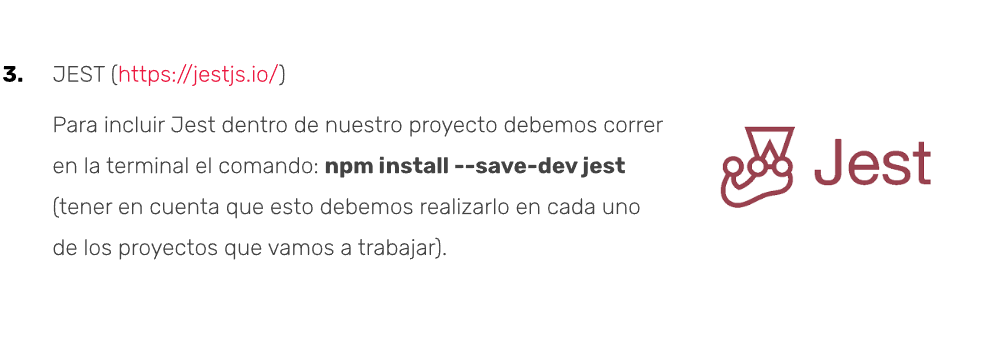 3. JEST (https://jestjs.io/)
Para incluir Jest dentro de nuestro proyecto debemos correr
en la terminal el comando: npm install --save-dev jest
(tener en cuenta que esto debemos realizarlo en cada uno
de los proyectos que vamos a trabajar).
Jest